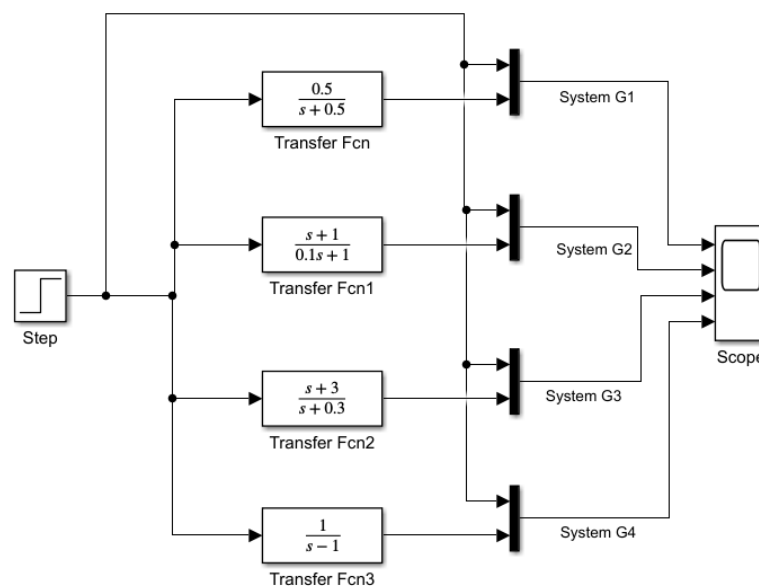 0.5
s + 0.5
Transfer Fcn
System G1
s + 1
0.1s + 1
Transfer Fcn1
System G2
Step
Scope
s + 3
s + 0.3
Transfer Fcn2
System G3
1
s − 1
Transfer Fcn3
System G4